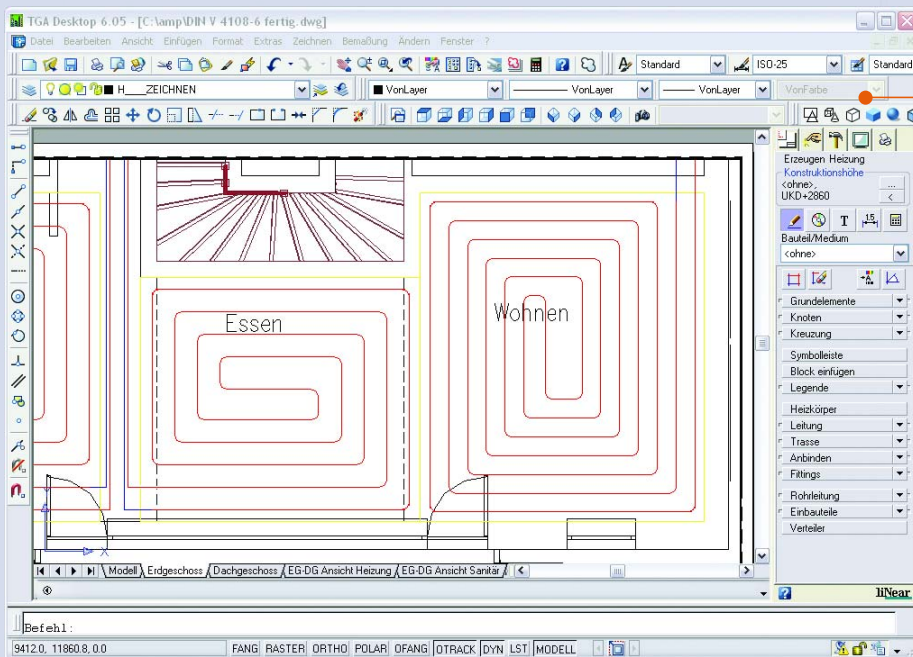 TGA Desktop 6.05 - [C:\amp\DIN V 4108-6 fertig.dwg]
Datei Bearbeiten Ansicht Einfügen Format Extras Zeichnen Bemaßung Ändern Fenster ?
Standard ISO-25 Standard
H___ZEICHNEN VonLayer VonLayer VonLayer VonFarbe
Erzeugen Heizung
Konstruktionshöhe
<ohne>,
UKD+2860
...
<
T 1,5
Bauteil/Medium
<ohne>
Grundelemente
Knoten
Kreuzung
Symbolleiste
Block einfügen
Legende
Heizkörper
Leitung
Trasse
Anbinden
Fittings
Rohrleitung
Einbauteile
Verteiler
liNear
Essen
Wohnen
X
Modell Erdgeschoss Dachgeschoss EG-DG Ansicht Heizung EG-DG Ansicht Sanitär
Befehl:
9412.0, 11860.8, 0.0 FANG RASTER ORTHO POLAR OFANG OTRACK DYN LST MODELL